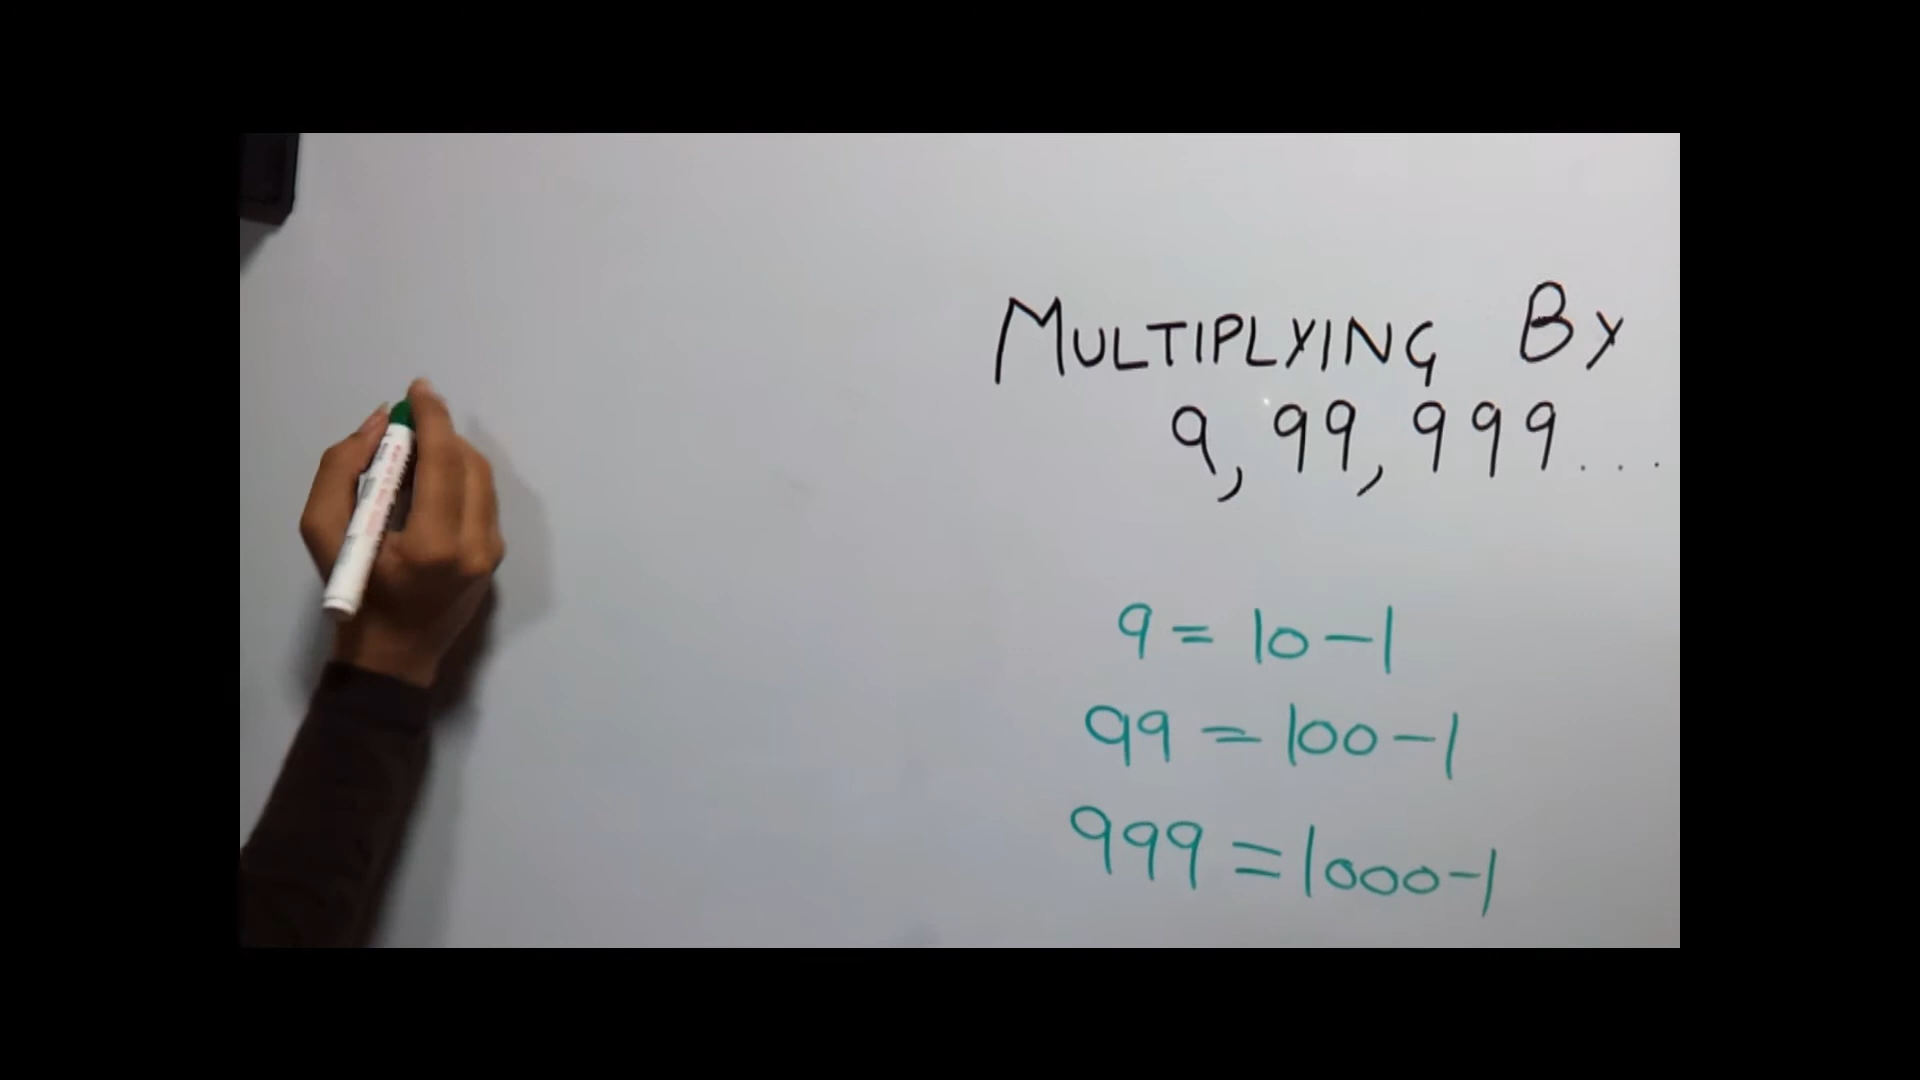 MULTIPLYING BY
9, 99, 999...
9 = 10 - 1
99 = 100 - 1
999 = 1000 - 1